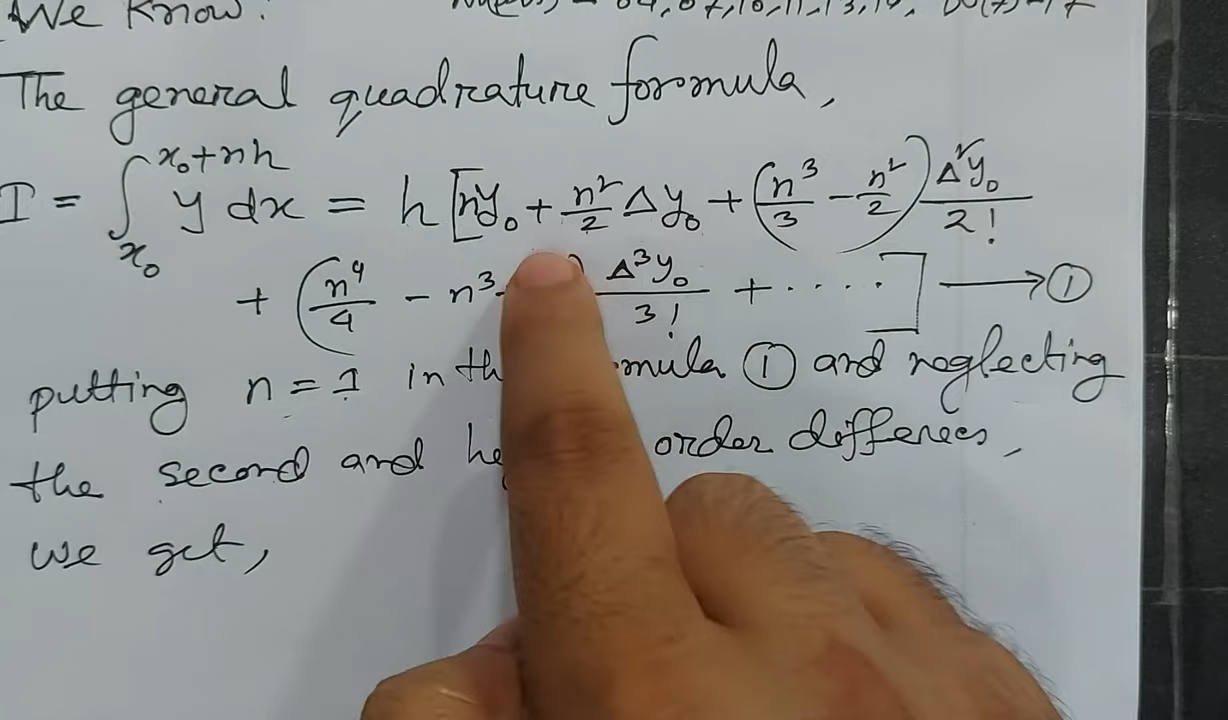 We Know:
The general quadrature formula,
I = ∫_{x₀}^{x₀+nh} y dx = h [ny₀ + n²/2 Δy₀ + (n³/3 - n²/2) Δ²y₀/2!
+ (n⁴/4 - n³ Δ³y₀/3! + ....] → ①
putting n = 1 in ① and neglecting
the second and order differences,
we get,